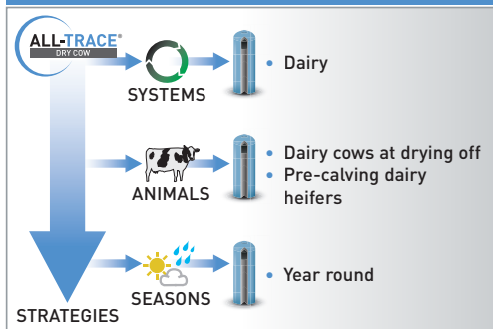 ALL-TRACE®
DRY COW
SYSTEMS
• Dairy
ANIMALS
• Dairy cows at drying off
• Pre-calving dairy
heifers
SEASONS
• Year round
STRATEGIES